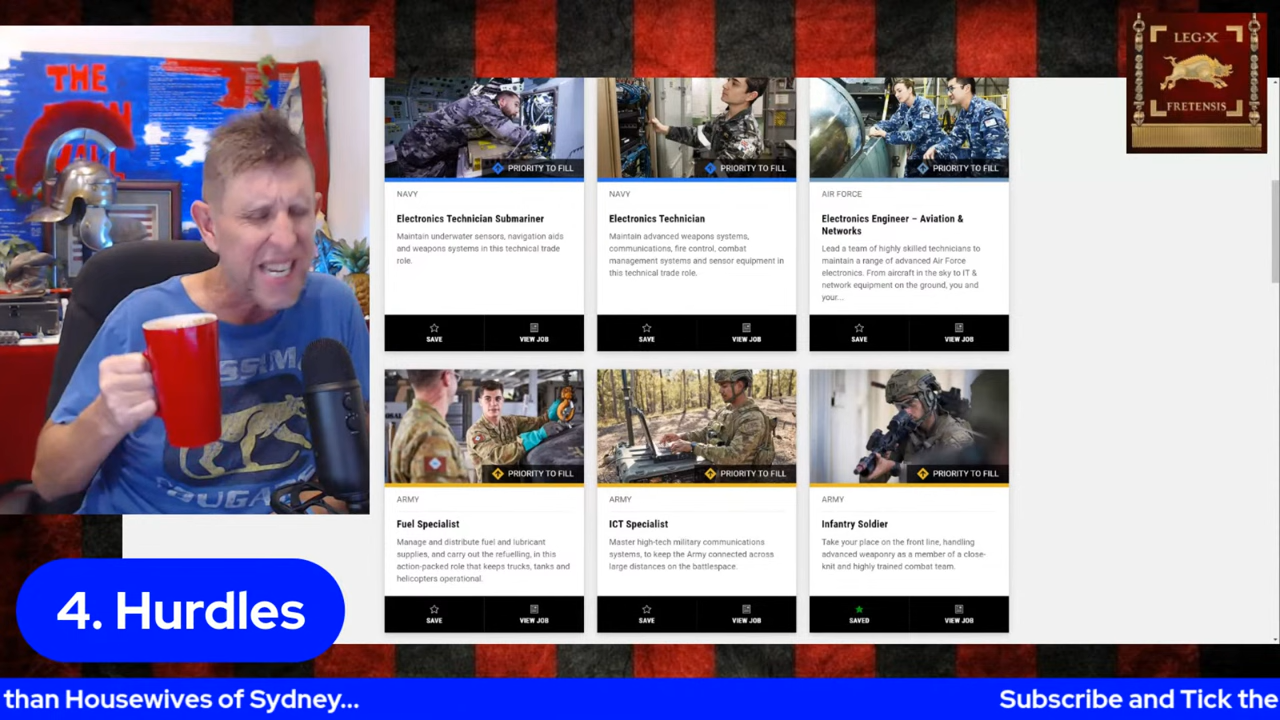 THE
LEG·X
FRETENSIS
PRIORITY TO FILL
PRIORITY TO FILL
PRIORITY TO FILL
NAVY
Electronics Technician Submariner
Maintain underwater sensors, navigation aids
and weapons systems in this technical trade
role.
SAVE
VIEW JOB
NAVY
Electronics Technician
Maintain advanced weapons systems,
communications, fire control, combat
management systems and sensor equipment in
this technical trade role.
SAVE
VIEW JOB
AIR FORCE
Electronics Engineer – Aviation &
Networks
Lead a team of highly skilled technicians to
maintain a range of advanced Air Force
electronics. From aircraft in the sky to IT &
network equipment on the ground, you and
your...
SAVE
VIEW JOB
PRIORITY TO FILL
PRIORITY TO FILL
PRIORITY TO FILL
ARMY
Fuel Specialist
Manage and distribute fuel and lubricant
supplies, and carry out the refuelling, in this
action-packed role that keeps trucks, tanks and
helicopters operational.
SAVE
VIEW JOB
ARMY
ICT Specialist
Master high-tech military communications
systems, to keep the Army connected across
large distances on the battlespace.
SAVE
VIEW JOB
ARMY
Infantry Soldier
Take your place on the front line, handling
advanced weaponry as a member of a close-
knit and highly trained combat team.
SAVED
VIEW JOB
4. Hurdles
than Housewives of Sydney...
Subscribe and Tick the